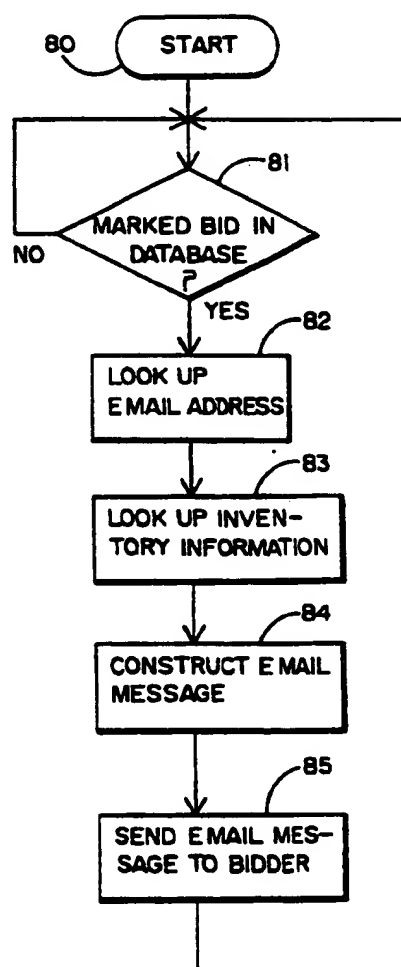 80
START
81
MARKED BID IN
DATABASE
?
NO
YES
82
LOOK UP
EMAIL ADDRESS
83
LOOK UP INVEN-
TORY INFORMATION
84
CONSTRUCT EMAIL
MESSAGE
85
SEND EMAIL MES-
SAGE TO BIDDER